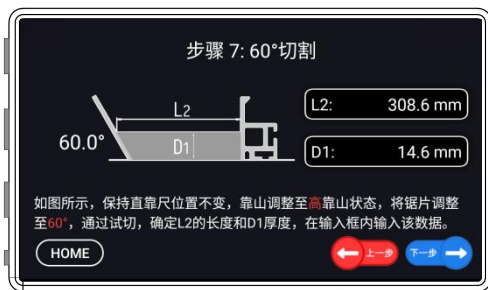 步骤 7: 60°切割
L2
60.0°
D1
L2: 308.6 mm
D1: 14.6 mm
如图所示，保持直靠尺位置不变，靠山调整至高靠山状态，将锯片调整
至60°，通过试切，确定L2的长度和D1厚度，在输入框内输入该数据。
HOME
上一步
下一步